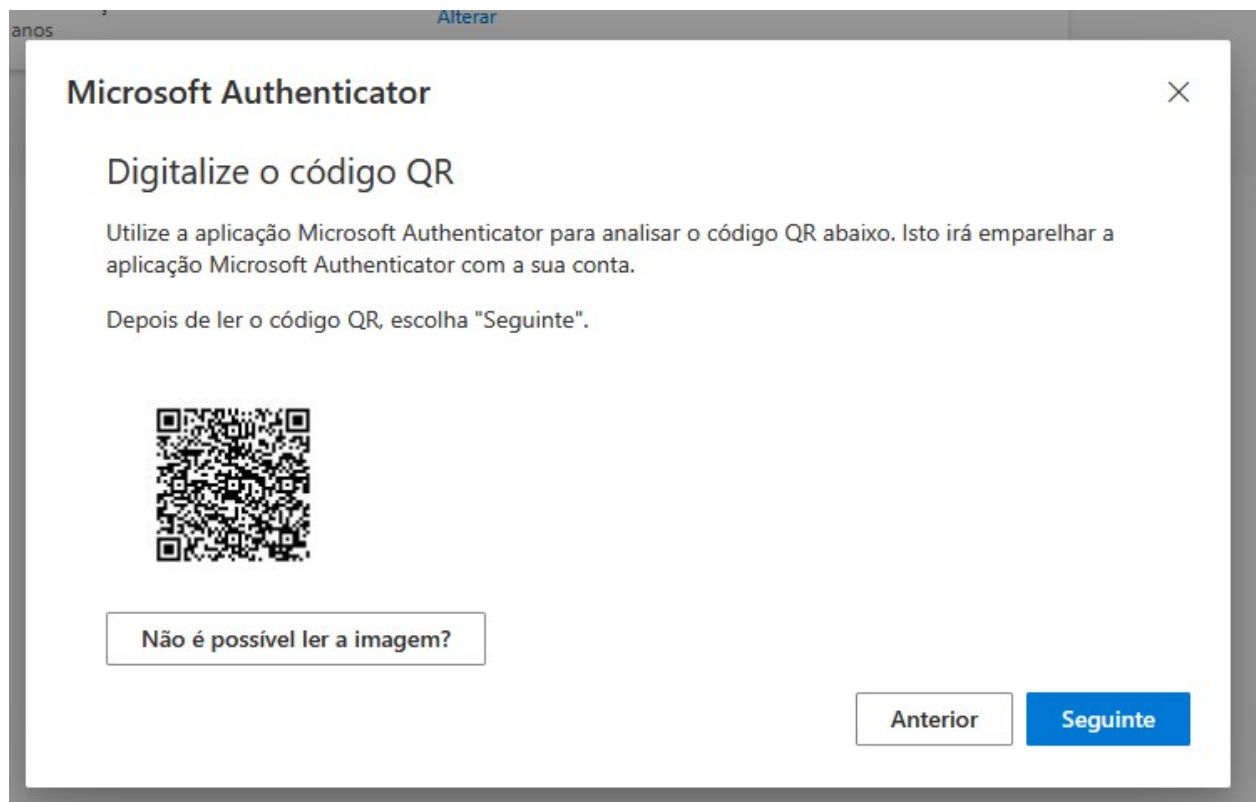 anos
Alterar
Microsoft Authenticator
Digitalize o código QR
Utilize a aplicação Microsoft Authenticator para analisar o código QR abaixo. Isto irá emparelhar a
aplicação Microsoft Authenticator com a sua conta.
Depois de ler o código QR, escolha "Seguinte".
Não é possível ler a imagem?
Anterior
Seguinte